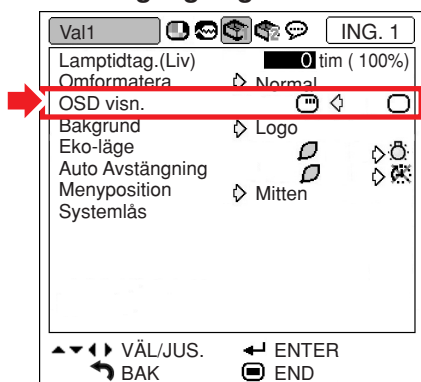 Val1 ING. 1
Lamptidtag.(Liv) 0 tim ( 100%)
Omformatera Normal
OSD visn.
Bakgrund Logo
Eko-läge
Auto Avstängning
Menyposition Mitten
Systemlås
VÄL/JUS. ENTER
BAK END